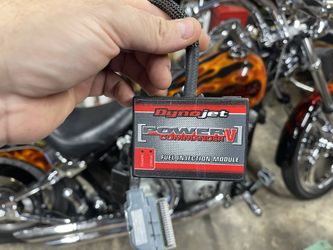 Dynojet
POWER V
COMMANDER
FUEL INJECTION MODULE